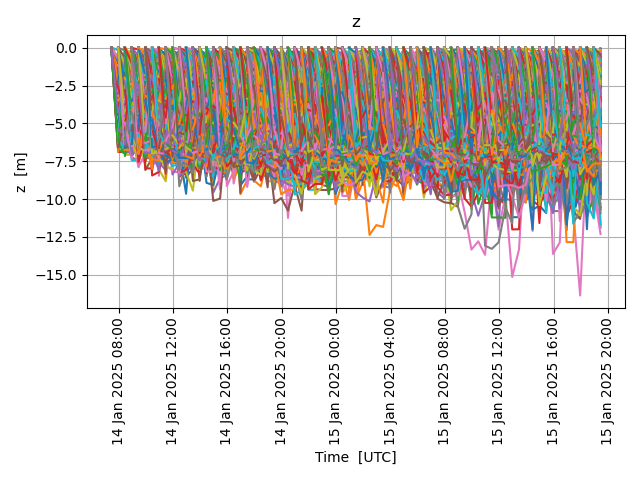 z
0.0
−2.5
−5.0
−7.5
−10.0
−12.5
−15.0
z [m]
14 Jan 2025 08:00
14 Jan 2025 12:00
14 Jan 2025 16:00
14 Jan 2025 20:00
15 Jan 2025 00:00
15 Jan 2025 04:00
15 Jan 2025 08:00
15 Jan 2025 12:00
15 Jan 2025 16:00
15 Jan 2025 20:00
Time [UTC]